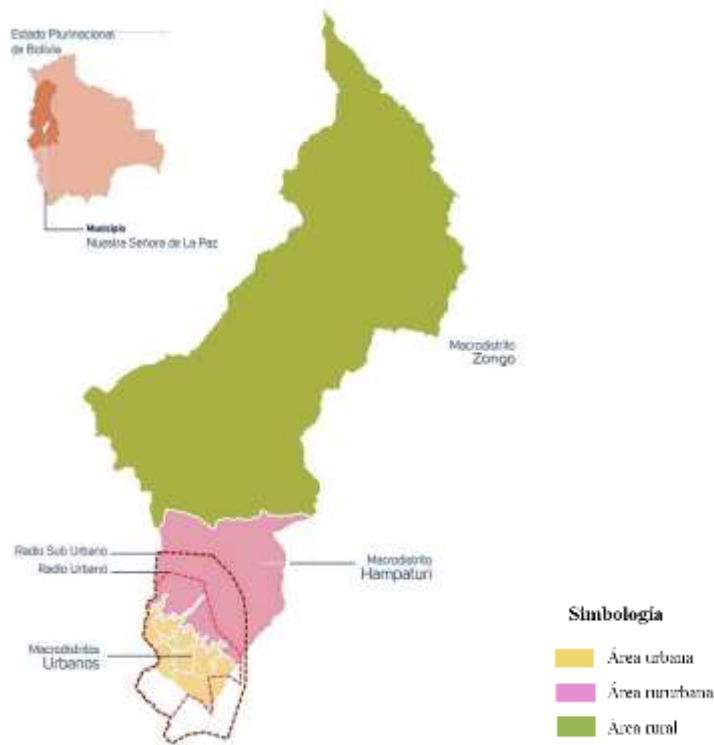 Estado Plurinacional
de Bolivia
Municipio
Nuestra Señora de La Paz
Macrodistrito
Zongo
Radio Sub Urbano
Radio Urbano
Macrodistrito
Hampaturi
Macrodistritos
Urbanos
Simbología
Área urbana
Área rururbana
Área rural